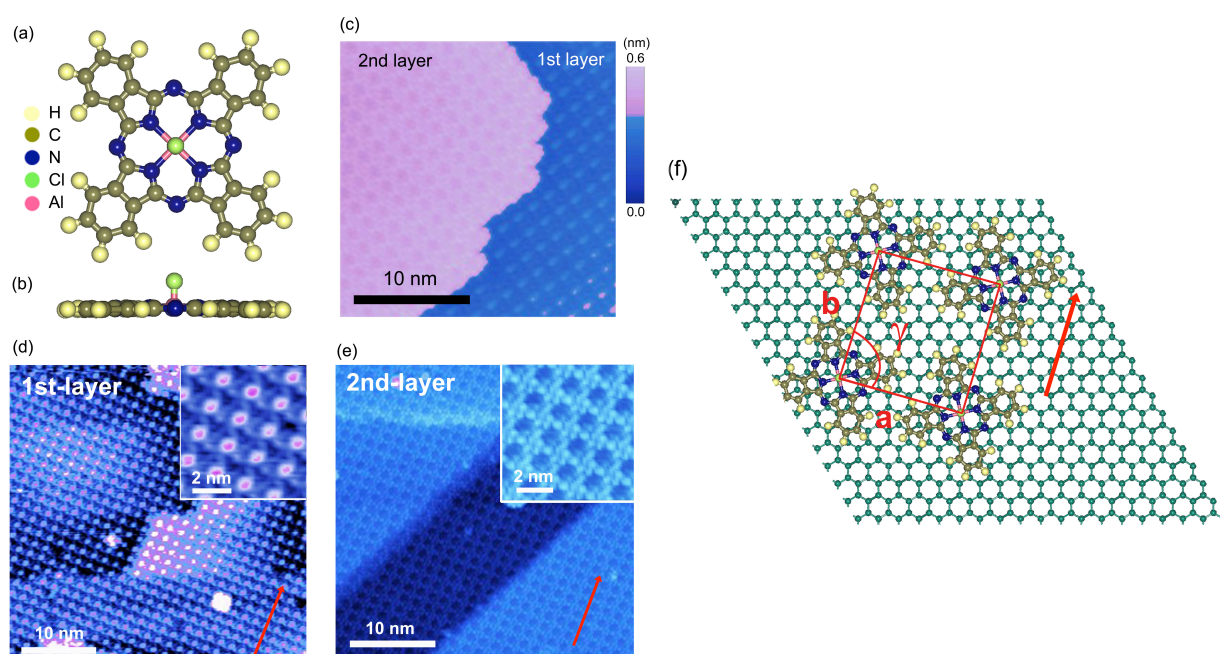 (a)
H
C
N
Cl
Al
(b)
(c)
2nd layer
1st layer
10 nm
(nm)
0.6
0.0
(d)
1st-layer
2 nm
10 nm
(e)
2nd-layer
2 nm
10 nm
(f)
b
γ
a